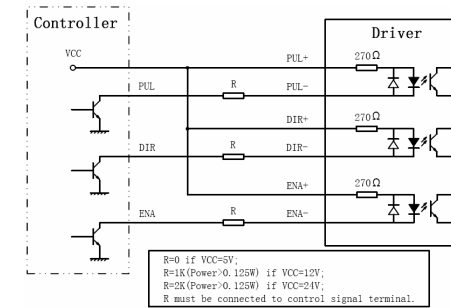 Controller
Driver
VCC
PUL+
270Ω
PUL
R
PUL-
DIR+
270Ω
DIR
R
DIR-
ENA+
270Ω
ENA
R
ENA-
R=0 if VCC=5V;
R=1K(Power>0.125W) if VCC=12V;
R=2K(Power>0.125W) if VCC=24V;
R must be connected to control signal terminal.